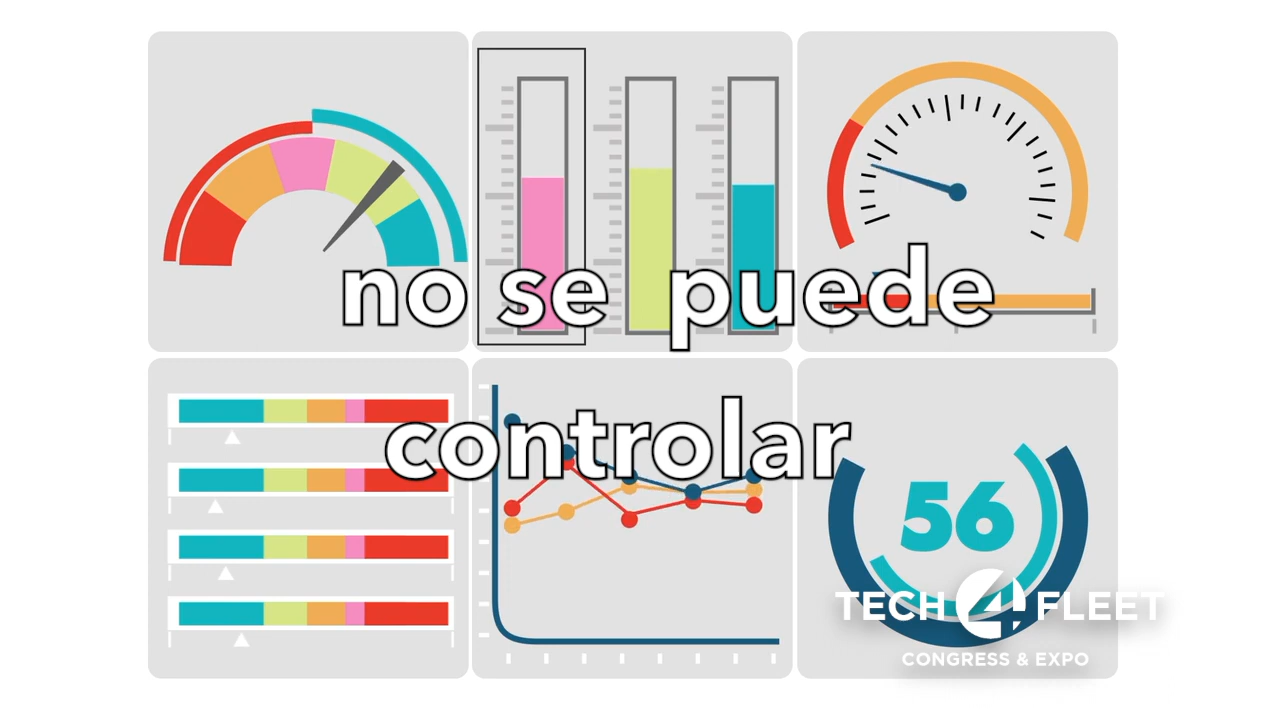 no se puede
controlar
56
TECH 4 FLEET
CONGRESS & EXPO